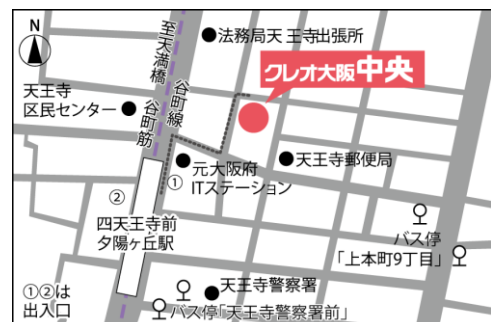 N
至天満橋
法務局天王寺出張所
クレオ大阪中央
天王寺
区民センター
谷町線
谷町筋
元大阪府
ITステーション
天王寺郵便局
①
②
四天王寺前
夕陽ヶ丘駅
バス停
「上本町9丁目」
天王寺警察署
バス停「天王寺警察署前」
①②は
出入口